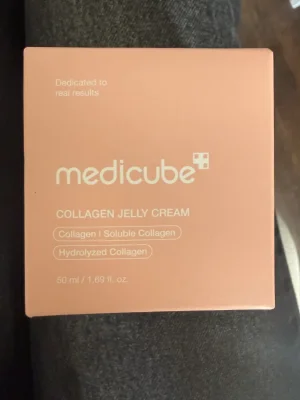 Dedicated to
real results
medicube
COLLAGEN JELLY CREAM
Collagen | Soluble Collagen
Hydrolyzed Collagen
50 ml / 1.69 fl. oz.